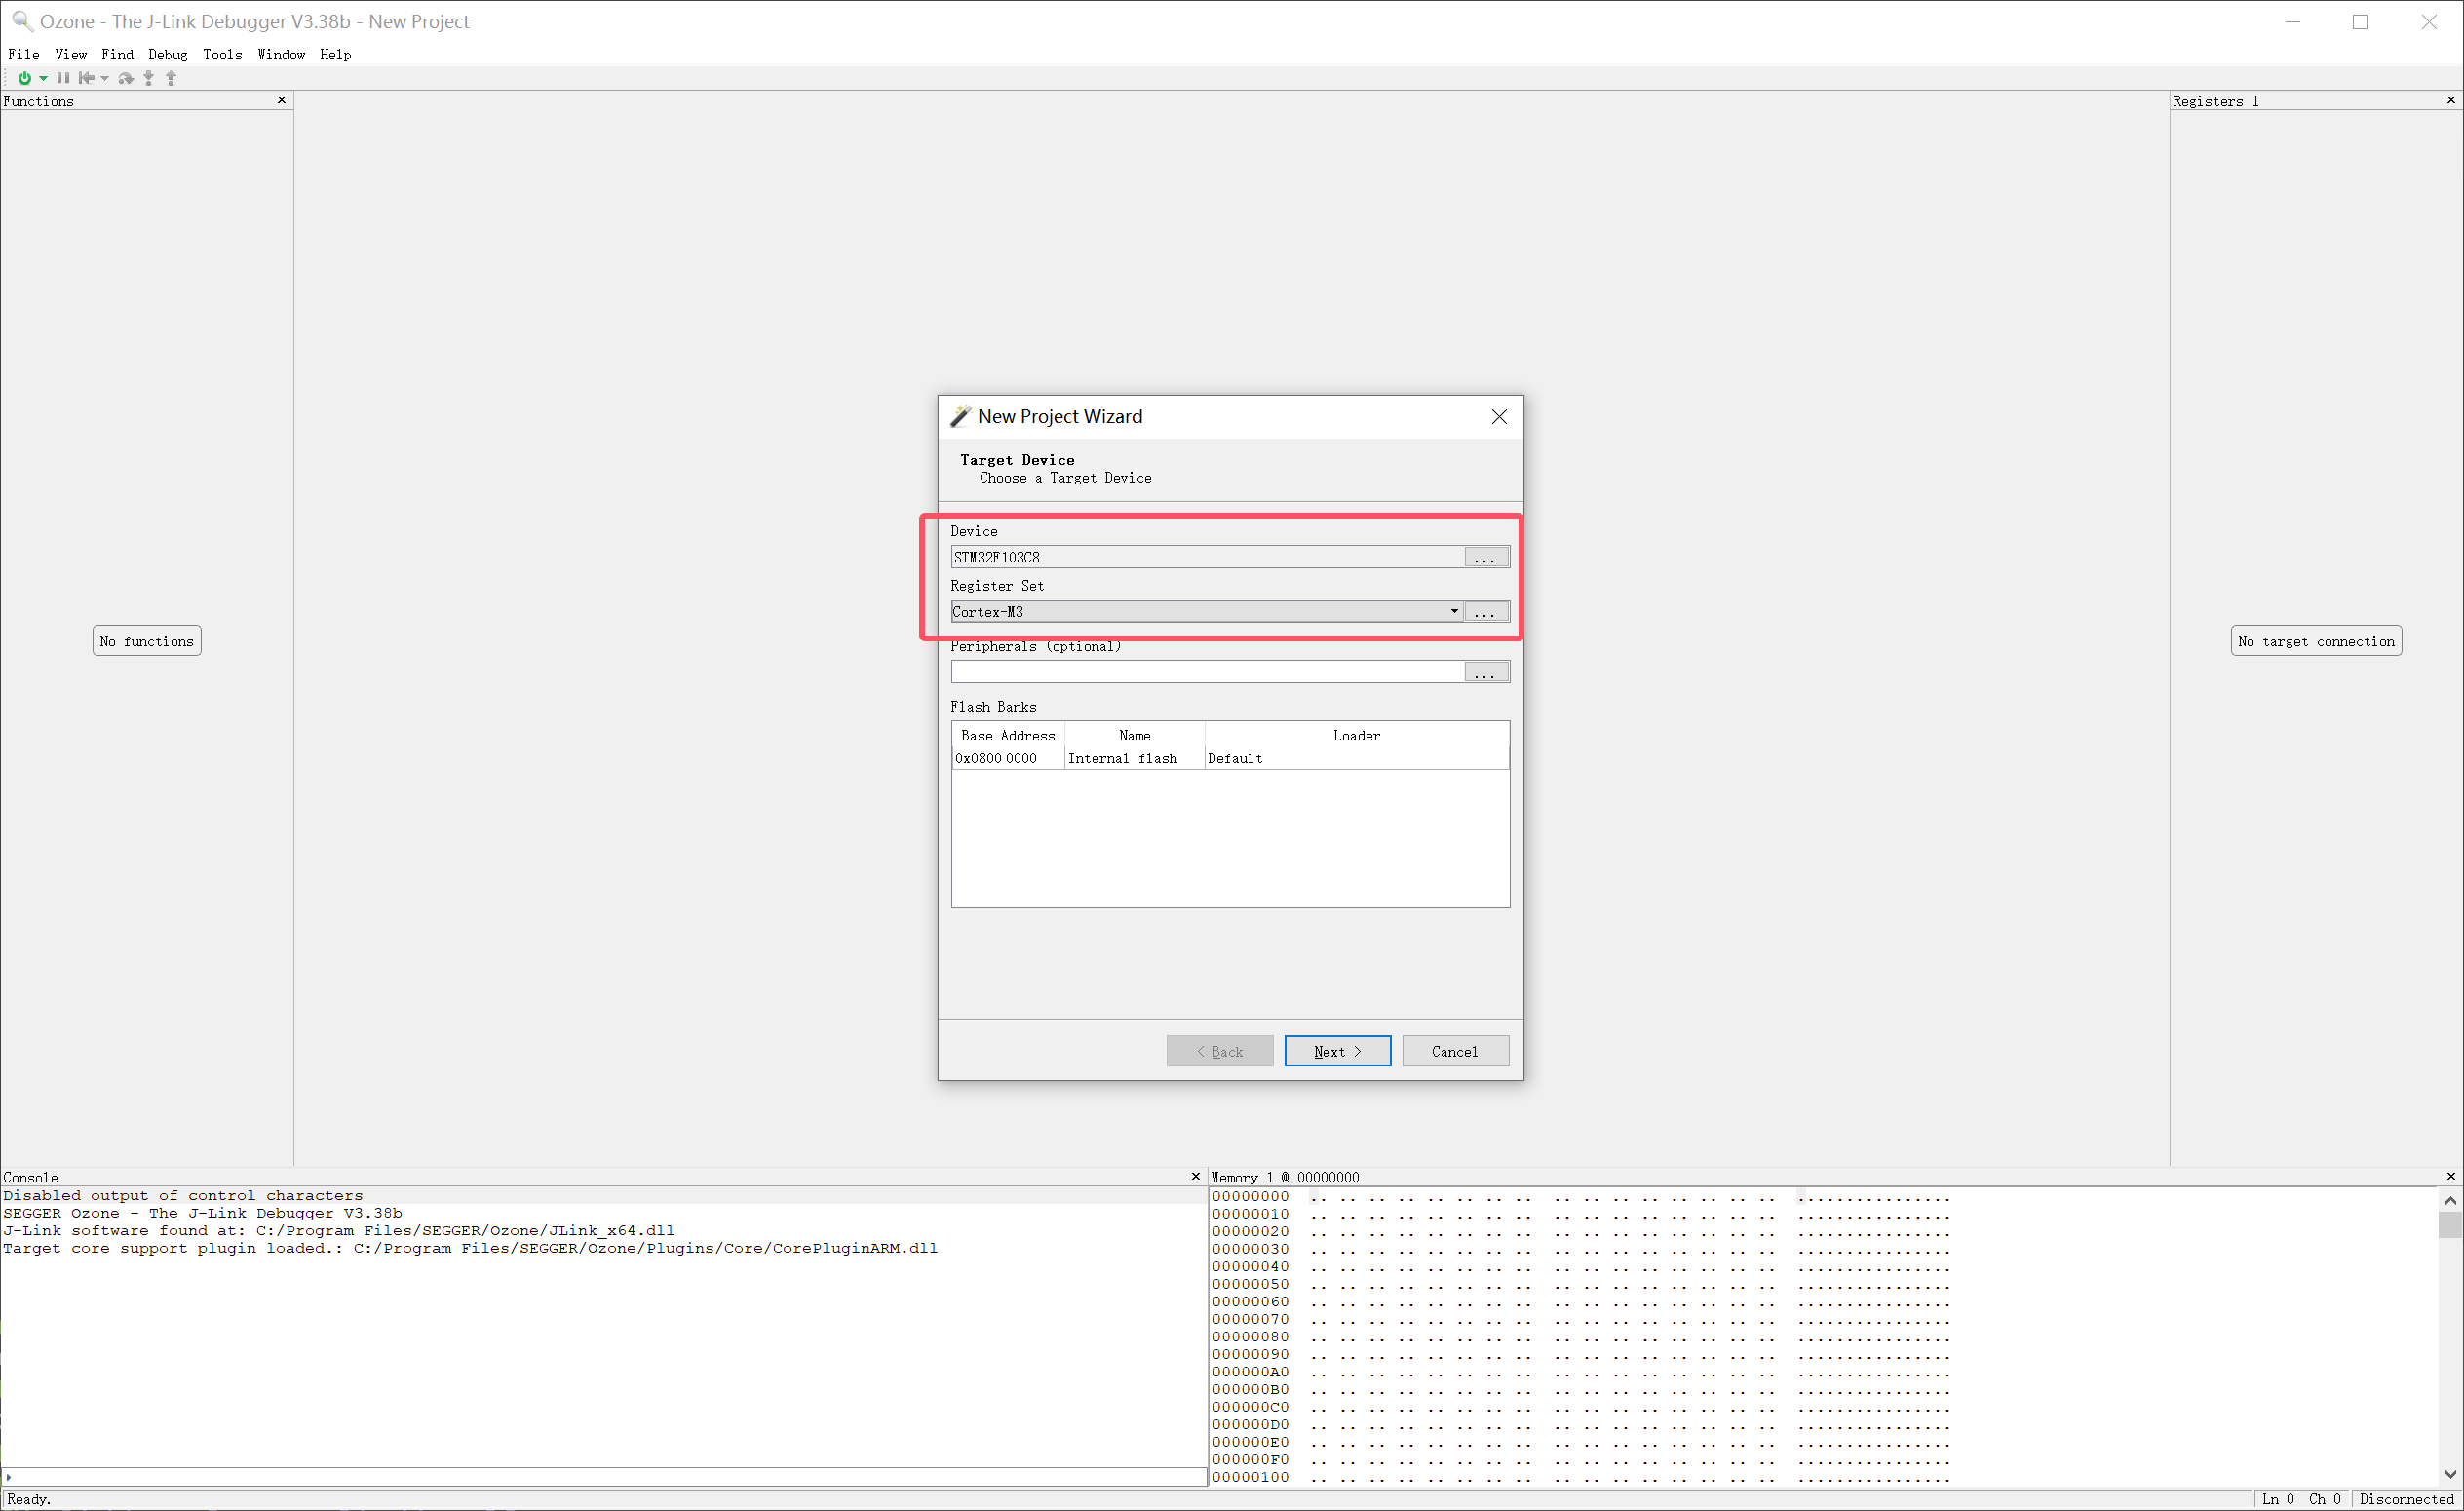 Ozone - The J-Link Debugger V3.38b - New Project
File View Find Debug Tools Window Help
Functions
Registers 1
No functions
No target connection
New Project Wizard
Target Device
Choose a Target Device
Device
STM32F103C8
...
Register Set
Cortex-M3
...
Peripherals (optional)
...
Flash Banks
Base Address Name Loader
0x0800 0000 Internal flash Default
< Back
Next >
Cancel
Console
Disabled output of control characters
SEGGER Ozone - The J-Link Debugger V3.38b
J-Link software found at: C:/Program Files/SEGGER/Ozone/JLink_x64.dll
Target core support plugin loaded.: C:/Program Files/SEGGER/Ozone/Plugins/Core/CorePluginARM.dll
Memory 1 @ 00000000
00000000 .. .. .. .. .. .. .. .. .. .. .. .. .. .. .. .. ................
00000010 .. .. .. .. .. .. .. .. .. .. .. .. .. .. .. .. ................
00000020 .. .. .. .. .. .. .. .. .. .. .. .. .. .. .. .. ................
00000030 .. .. .. .. .. .. .. .. .. .. .. .. .. .. .. .. ................
00000040 .. .. .. .. .. .. .. .. .. .. .. .. .. .. .. .. ................
00000050 .. .. .. .. .. .. .. .. .. .. .. .. .. .. .. .. ................
00000060 .. .. .. .. .. .. .. .. .. .. .. .. .. .. .. .. ................
00000070 .. .. .. .. .. .. .. .. .. .. .. .. .. .. .. .. ................
00000080 .. .. .. .. .. .. .. .. .. .. .. .. .. .. .. .. ................
00000090 .. .. .. .. .. .. .. .. .. .. .. .. .. .. .. .. ................
000000A0 .. .. .. .. .. .. .. .. .. .. .. .. .. .. .. .. ................
000000B0 .. .. .. .. .. .. .. .. .. .. .. .. .. .. .. .. ................
000000C0 .. .. .. .. .. .. .. .. .. .. .. .. .. .. .. .. ................
000000D0 .. .. .. .. .. .. .. .. .. .. .. .. .. .. .. .. ................
000000E0 .. .. .. .. .. .. .. .. .. .. .. .. .. .. .. .. ................
000000F0 .. .. .. .. .. .. .. .. .. .. .. .. .. .. .. .. ................
00000100 .. .. .. .. .. .. .. .. .. .. .. .. .. .. .. .. ................
Ready.
Ln 0 Ch 0 Disconnected